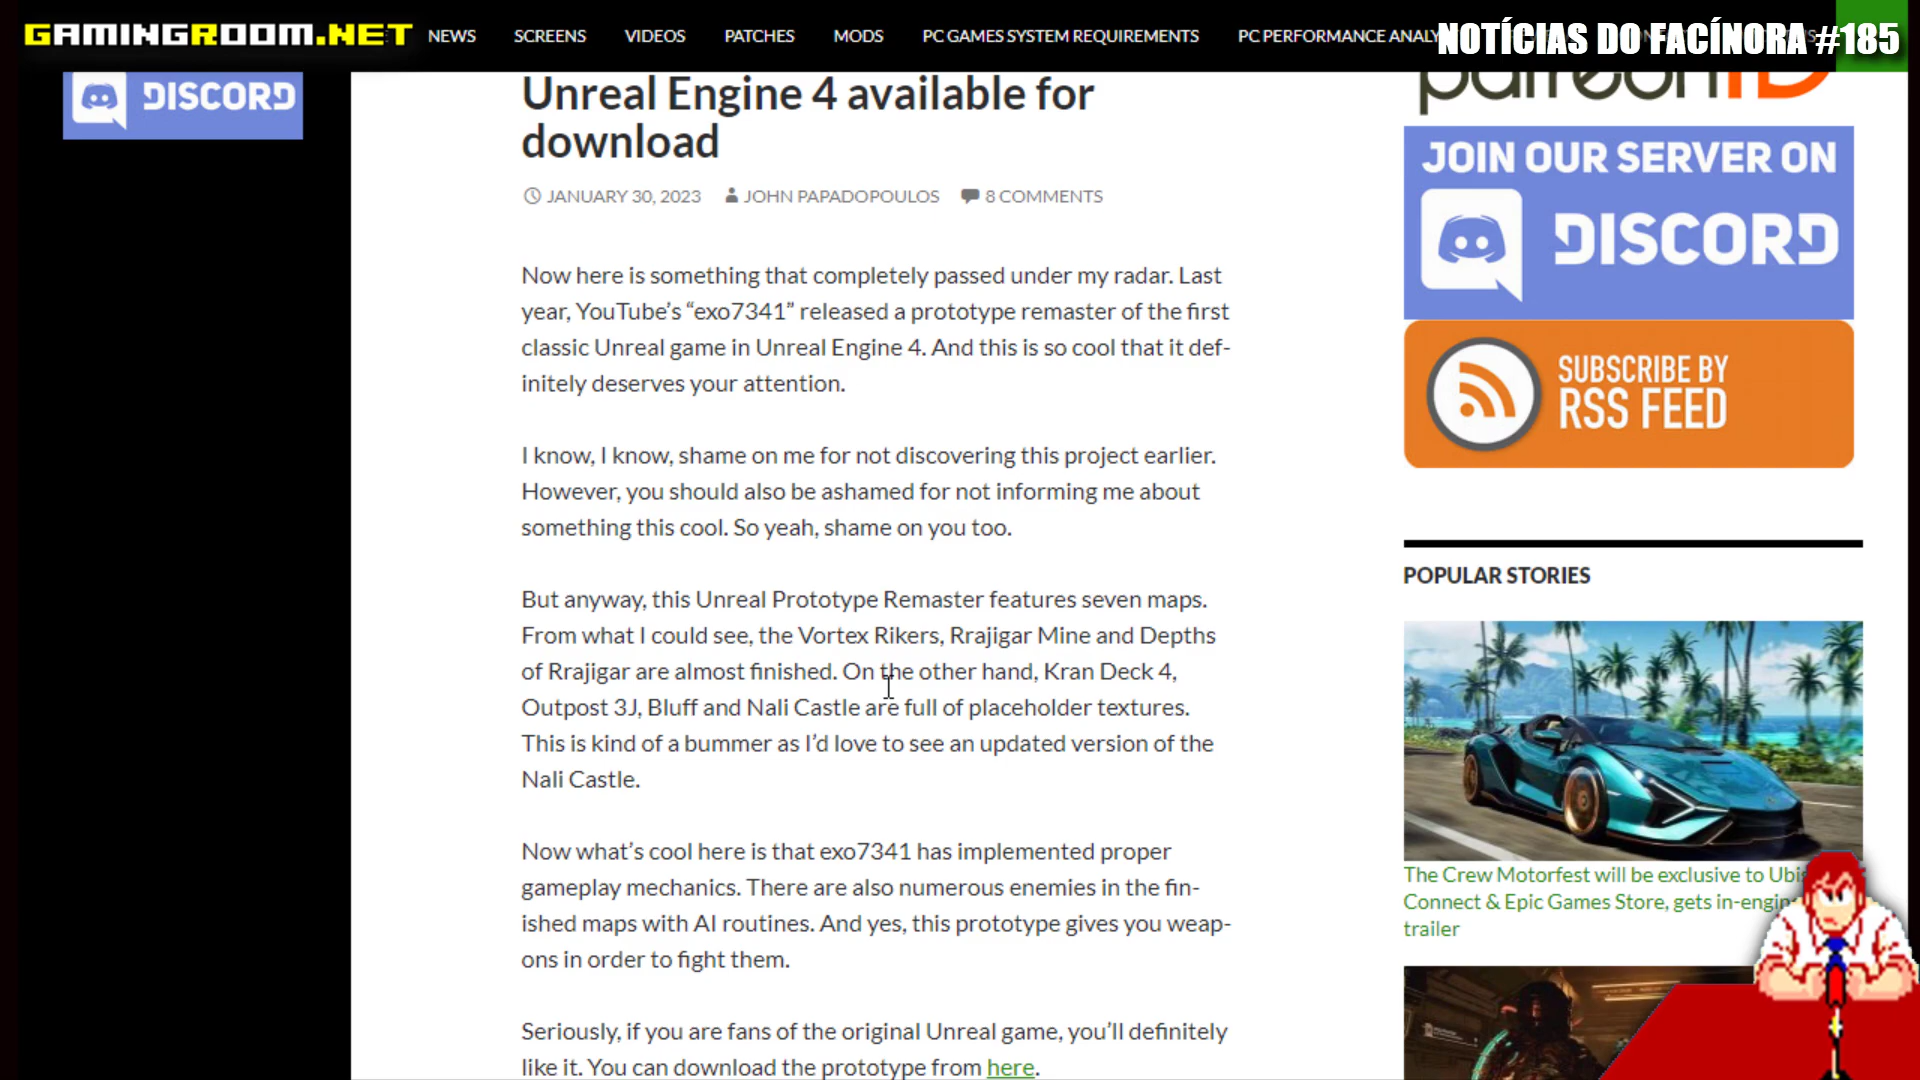 GAMINGROOM.NET
NEWS SCREENS VIDEOS PATCHES MODS PC GAMES SYSTEM REQUIREMENTS PC PERFORMANCE ANALY
NOTÍCIAS DO FACÍNORA #185
DISCORD
Unreal Engine 4 available for
download
JANUARY 30, 2023 JOHN PAPADOPOULOS 8 COMMENTS
Now here is something that completely passed under my radar. Last
year, YouTube's “exo7341” released a prototype remaster of the first
classic Unreal game in Unreal Engine 4. And this is so cool that it def-
initely deserves your attention.
I know, I know, shame on me for not discovering this project earlier.
However, you should also be ashamed for not informing me about
something this cool. So yeah, shame on you too.
But anyway, this Unreal Prototype Remaster features seven maps.
From what I could see, the Vortex Rikers, Rrajigar Mine and Depths
of Rrajigar are almost finished. On the other hand, Kran Deck 4,
Outpost 3J, Bluff and Nali Castle are full of placeholder textures.
This is kind of a bummer as I'd love to see an updated version of the
Nali Castle.
Now what's cool here is that exo7341 has implemented proper
gameplay mechanics. There are also numerous enemies in the fin-
ished maps with AI routines. And yes, this prototype gives you weap-
ons in order to fight them.
Seriously, if you are fans of the original Unreal game, you'll definitely
like it. You can download the prototype from here.
patreon
JOIN OUR SERVER ON
DISCORD
SUBSCRIBE BY
RSS FEED
POPULAR STORIES
The Crew Motorfest will be exclusive to Ubi
Connect & Epic Games Store, gets in-engin
trailer